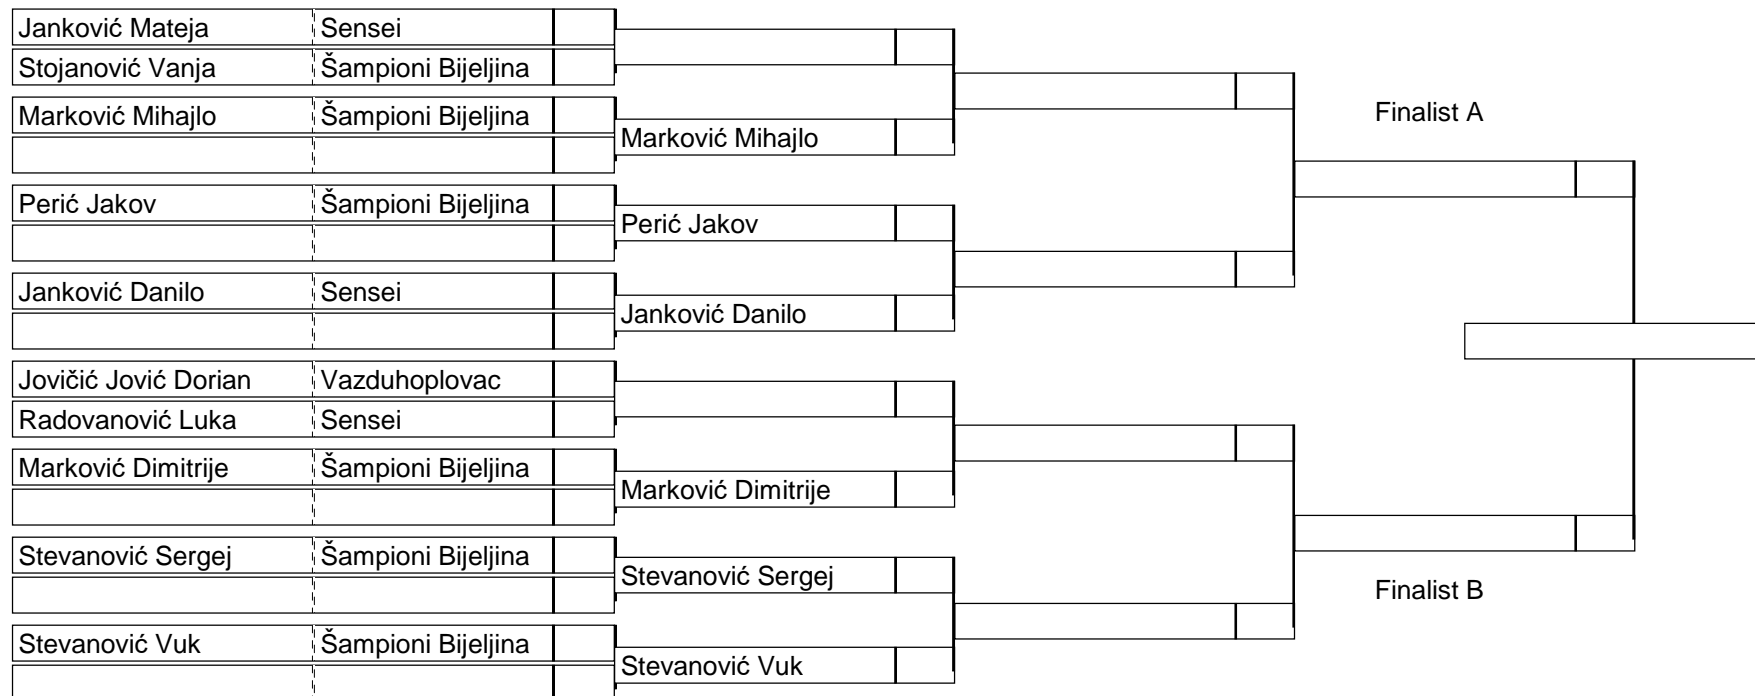 Janković Mateja Sensei
Stojanović Vanja Šampioni Bijeljina
Marković Mihajlo Šampioni Bijeljina
Marković Mihajlo
Perić Jakov Šampioni Bijeljina
Perić Jakov
Janković Danilo Sensei
Janković Danilo
Jovičić Jović Dorian Vazduhoplovac
Radovanović Luka Sensei
Marković Dimitrije Šampioni Bijeljina
Marković Dimitrije
Stevanović Sergej Šampioni Bijeljina
Stevanović Sergej
Stevanović Vuk Šampioni Bijeljina
Stevanović Vuk
Finalist A
Finalist B